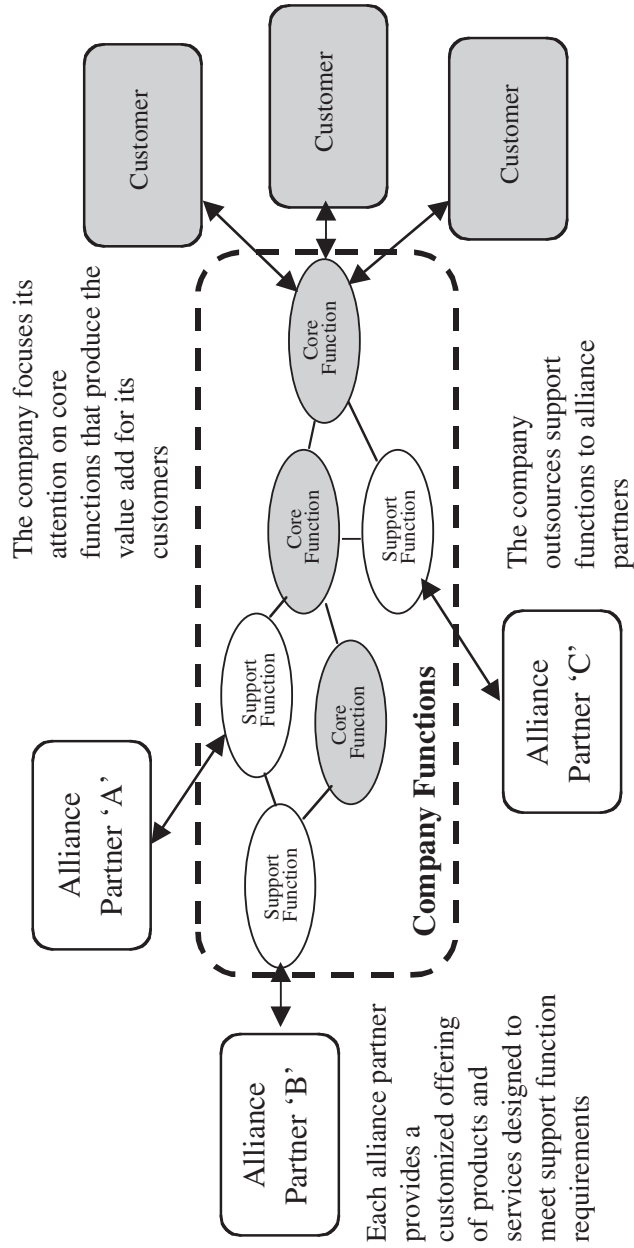 The company focuses its
attention on core
functions that produce the
value add for its
customers
Alliance
Partner ‘A’
Alliance
Partner ‘B’
Support
Function
Support
Function
Core
Function
Core
Function
Support
Function
Core
Function
Customer
Customer
Customer
Company Functions
Each alliance partner
provides a
customized offering
of products and
services designed to
meet support function
requirements
Alliance
Partner ‘C’
The company
outsources support
functions to alliance
partners